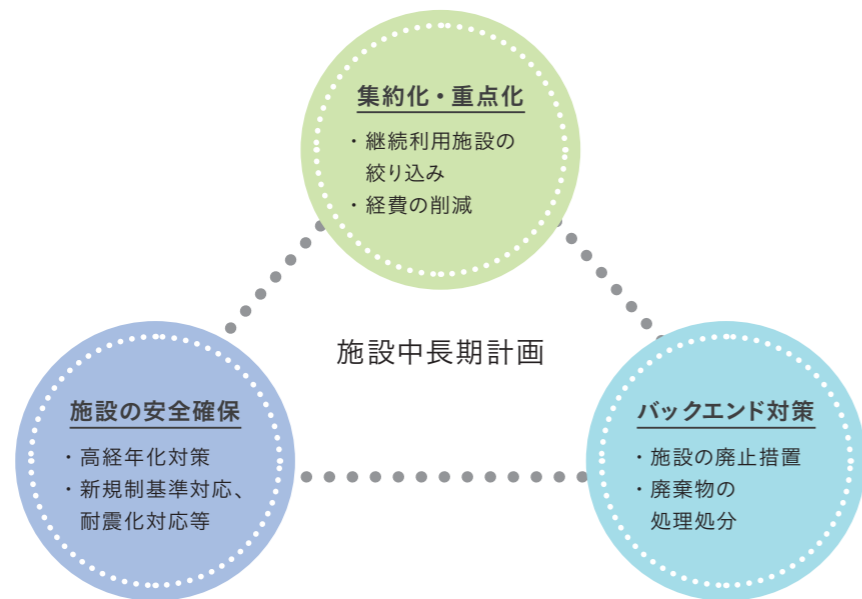 集約化・重点化
・継続利用施設の
絞り込み
・経費の削減
施設中長期計画
施設の安全確保
・高経年化対策
・新規制基準対応、
耐震化対応等
バックエンド対策
・施設の廃止措置
・廃棄物の
処理処分